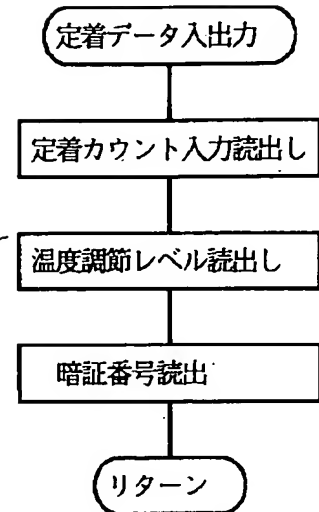 定着データ入出力
定着カウント入力読出し
温度調節レベル読出し
暗証番号読出
リターン